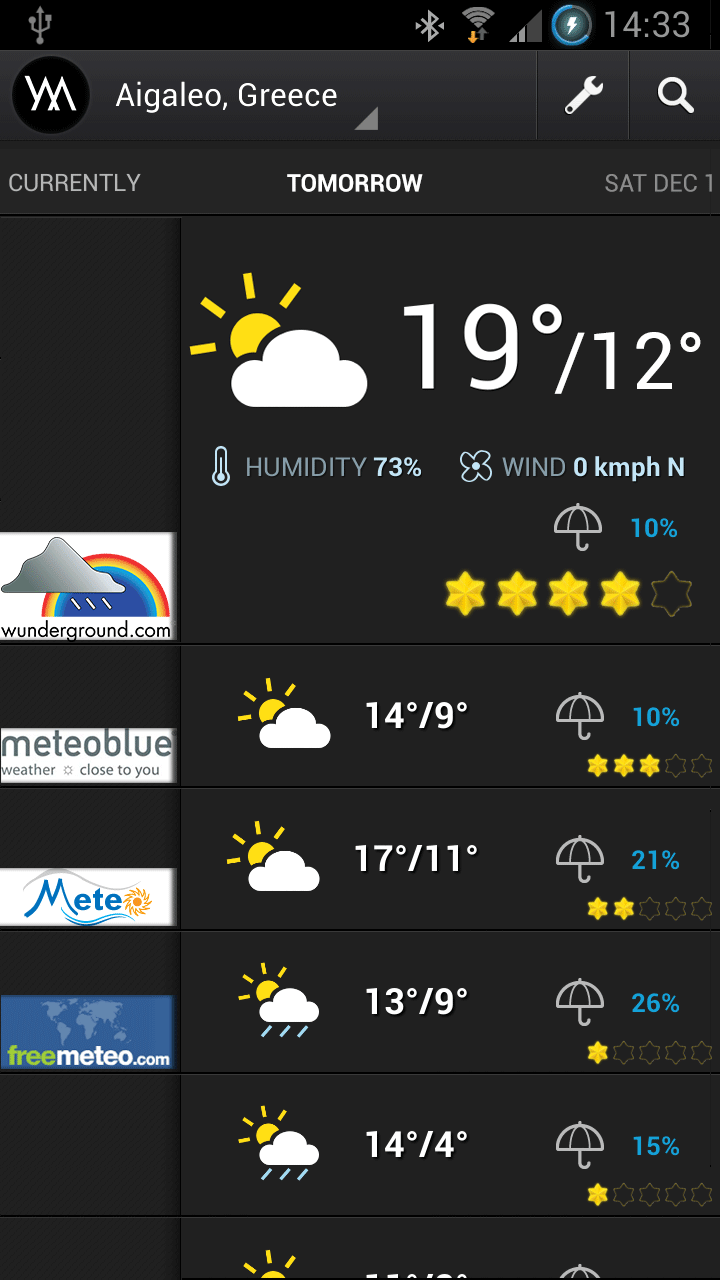 14:33
Aigaleo, Greece
CURRENTLY TOMORROW SAT DEC 1
19°/12°
HUMIDITY 73% WIND 0 kmph N
10%
wunderground.com
14°/9° 10%
meteoblue
weather ☼ close to you
17°/11° 21%
Meteo
13°/9° 26%
freemeteo.com
14°/4° 15%